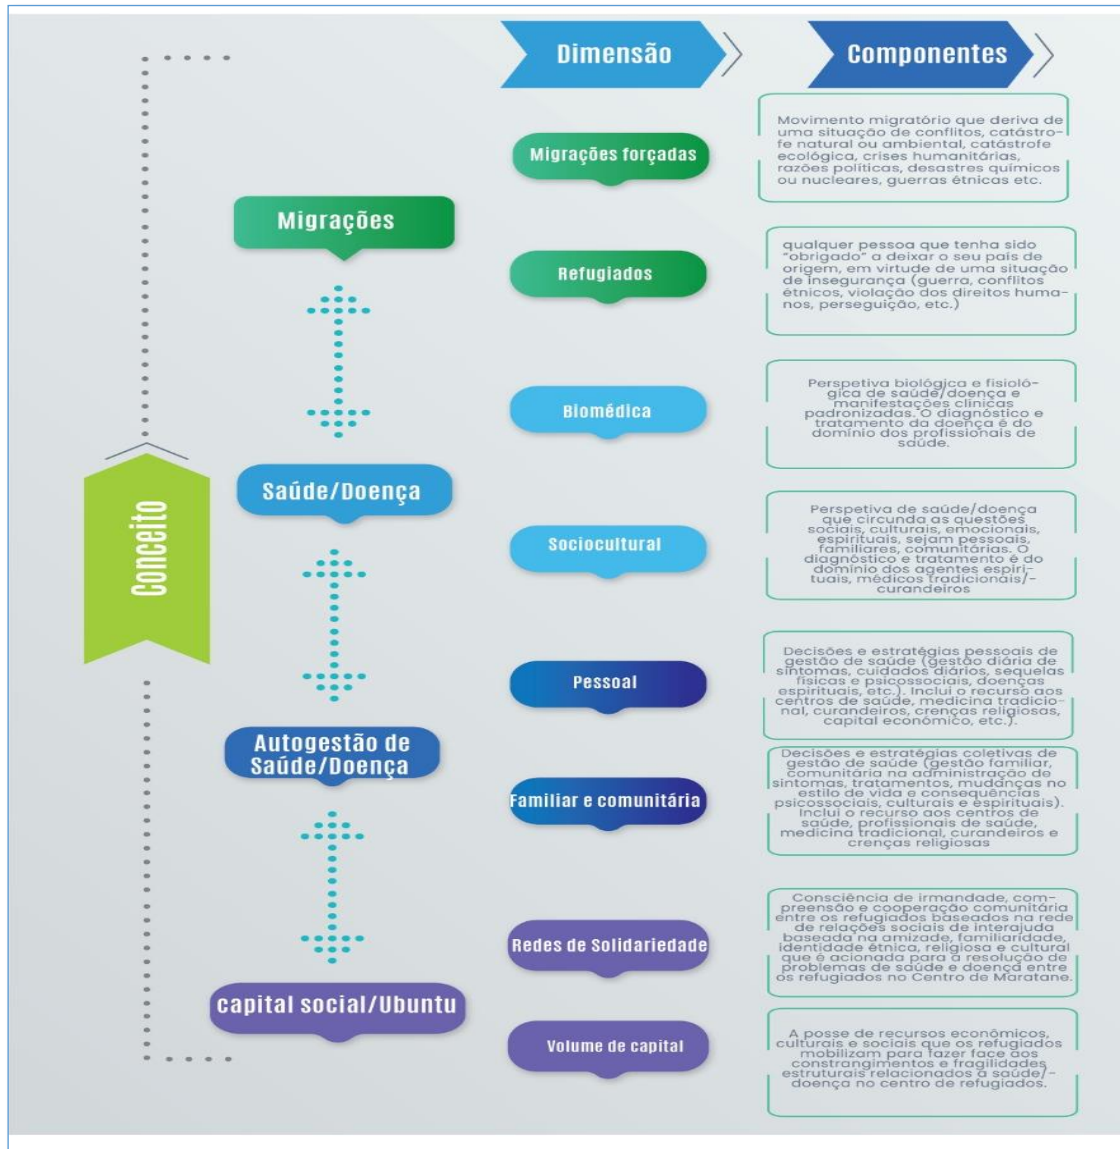 Dimensão
Componentes
conceito
Migrações
Migrações forçadas
Movimento migratório que deriva de
uma situação de conflitos, catástro-
fe natural ou ambiental, catástrofe
ecológica, crises humanitárias,
razões políticas, desastres químicos
ou nucleares, guerras étnicas etc.
Refugiados
qualquer pessoa que tenha sido
"obrigado" a deixar o seu país de
origem, em virtude de uma situação
de insegurança (guerra, conflitos
étnicos, violação dos direitos huma-
nos, perseguição, etc.)
Saúde/Doença
Biomédica
Perspetiva biológica e fisioló-
gica de saúde/doença e
manifestações clínicas
padronizadas. O diagnóstico e
tratamento da doença é do
domínio dos profissionais de
saúde.
Sociocultural
Perspetiva de saúde/doença
que circunda as questões
sociais, culturais, emocionais,
espirituais, sejam pessoais,
familiares, comunitárias. O
diagnóstico e tratamento é do
domínio dos agentes espiri-
tuais, médicos tradicionais/-
curandeiros
Autogestão de
Saúde/Doença
Pessoal
Decisões e estratégias pessoais de
gestão de saúde (gestão diária de
sintomas, cuidados diários, sequelas
físicas e psicossociais, doenças
espirituais, etc.). Inclui o recurso aos
centros de saúde, medicina tradicio-
nal, curandeiros, crenças religiosas,
capital económico, etc.).
Familiar e comunitária
Decisões e estratégias coletivas de
gestão de saúde (gestão familiar,
comunitária na administração de
sintomas, tratamentos, mudanças no
estilo de vida e consequências
psicossociais, culturais e espirituais).
Inclui o recurso aos centros de
saúde, profissionais de saúde,
medicina tradicional, curandeiros e
crenças religiosas
capital social/Ubuntu
Redes de Solidariedade
Consciência de irmandade, com-
preensão e cooperação comunitária
entre os refugiados baseados na rede
de relações sociais de interajuda
baseada na amizade, familiaridade,
identidade étnica, religiosa e cultural
que é acionada para a resolução de
problemas de saúde e doença entre
os refugiados no Centro de Maratane.
Volume de capital
A posse de recursos econômicos,
culturais e sociais que os refugiados
mobilizam para fazer face aos
constrangimentos e fragilidades
estruturais relacionados à saúde/-
doença no centro de refugiados.